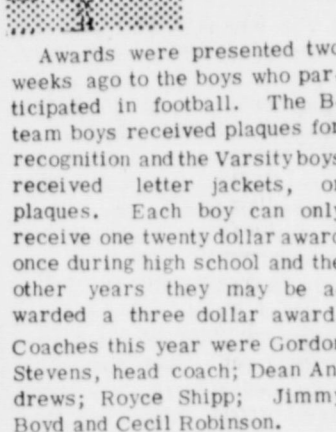 Awards were presented two
weeks ago to the boys who par-
ticipated in football. The B-
team boys received plaques for
recognition and the Varsity boys
received letter jackets, or
plaques. Each boy can only
receive one twenty dollar award
once during high school and the
other years they may be a-
warded a three dollar award.
Coaches this year were Gordon
Stevens, head coach; Dean An-
drews; Royce Shipp; Jimmy
Boyd and Cecil Robinson.